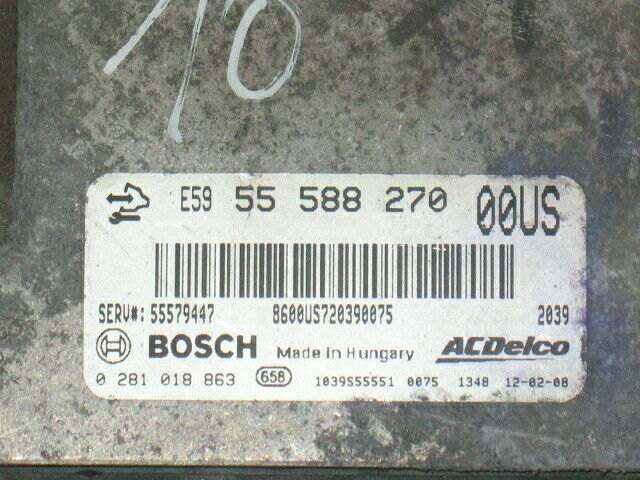 10
E59 55 588 270 00US
SERV#: 55579447 8600US720390075 2039
BOSCH Made in Hungary ACDelco
0 281 018 863 658 1039S55551 0075 1348 12-02-08